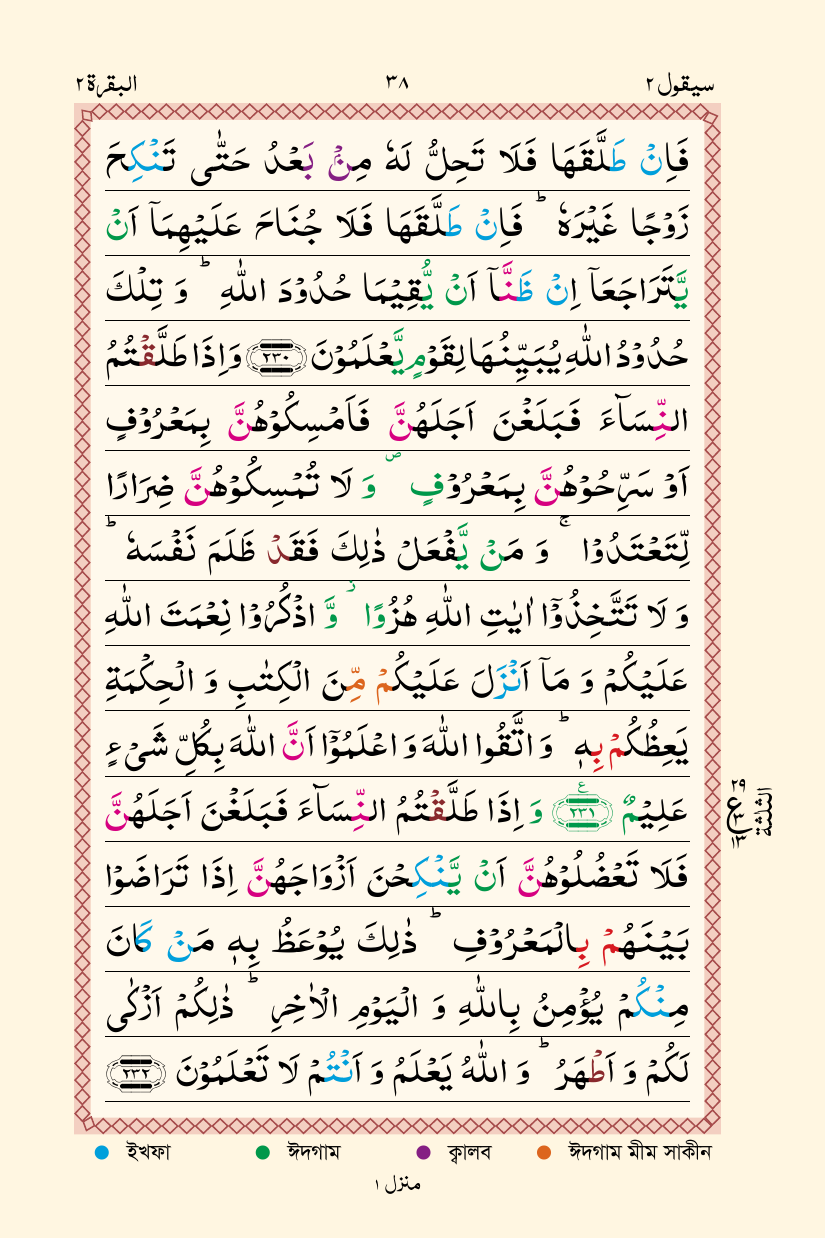 سيقول ٢ ٣٨ البقرة ٢
فَاِنْ طَلَّقَهَا فَلَا تَحِلُّ لَهٗ مِنْۢ بَعْدُ حَتّٰى تَنْكِحَ
زَوْجًا غَيْرَهٗ ؕ فَاِنْ طَلَّقَهَا فَلَا جُنَاحَ عَلَيْهِمَاۤ اَنْ
يَّتَرَاجَعَاۤ اِنْ ظَنَّاۤ اَنْ يُّقِيْمَا حُدُوْدَ اللّٰهِ ؕ وَ تِلْكَ
حُدُوْدُ اللّٰهِ يُبَيِّنُهَا لِقَوْمٍ يَّعْلَمُوْنَ ﴿٢٣٠﴾ وَاِذَا طَلَّقْتُمُ
النِّسَآءَ فَبَلَغْنَ اَجَلَهُنَّ فَاَمْسِكُوْهُنَّ بِمَعْرُوْفٍ
اَوْ سَرِّحُوْهُنَّ بِمَعْرُوْفٍ ۪ وَ لَا تُمْسِكُوْهُنَّ ضِرَارًا
لِّتَعْتَدُوْا ۚ وَ مَنْ يَّفْعَلْ ذٰلِكَ فَقَدْ ظَلَمَ نَفْسَهٗ ؕ
وَ لَا تَتَّخِذُوْۤا اٰيٰتِ اللّٰهِ هُزُوًا ؗ وَّ اذْكُرُوْا نِعْمَتَ اللّٰهِ
عَلَيْكُمْ وَ مَاۤ اَنْزَلَ عَلَيْكُمْ مِّنَ الْكِتٰبِ وَ الْحِكْمَةِ
يَعِظُكُمْ بِهٖ ؕ وَ اتَّقُوا اللّٰهَ وَ اعْلَمُوْۤا اَنَّ اللّٰهَ بِكُلِّ شَىْءٍ
عَلِيْمٌ ﴿٢٣١﴾ ع وَ اِذَا طَلَّقْتُمُ النِّسَآءَ فَبَلَغْنَ اَجَلَهُنَّ
٢٩
ع
٣
١٣
الثلثة
فَلَا تَعْضُلُوْهُنَّ اَنْ يَّنْكِحْنَ اَزْوَاجَهُنَّ اِذَا تَرَاضَوْا
بَيْنَهُمْ بِالْمَعْرُوْفِ ؕ ذٰلِكَ يُوْعَظُ بِهٖ مَنْ كَانَ
مِنْكُمْ يُؤْمِنُ بِاللّٰهِ وَ الْيَوْمِ الْاٰخِرِ ؕ ذٰلِكُمْ اَزْكٰى
لَكُمْ وَ اَطْهَرُ ؕ وَ اللّٰهُ يَعْلَمُ وَ اَنْتُمْ لَا تَعْلَمُوْنَ ﴿٢٣٢﴾
ইখফা ঈদগাম ক্বালব ঈদগাম মীম সাকীন
منزل ١